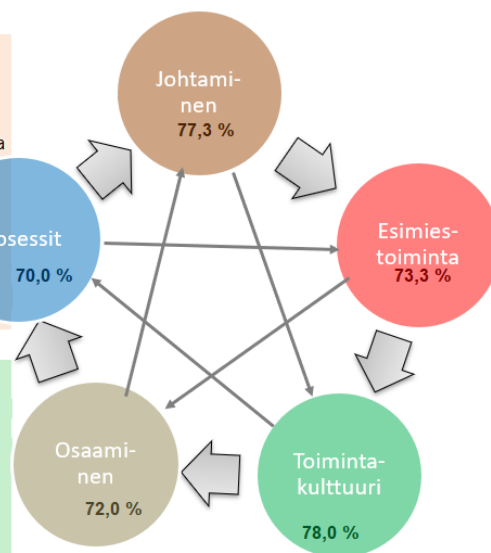 Johtami-
nen
77,3 %
a
osessit
70,0 %
Esimies-
toiminta
73,3 %
Osaami-
nen
72,0 %
Toiminta-
kulttuuri
78,0 %